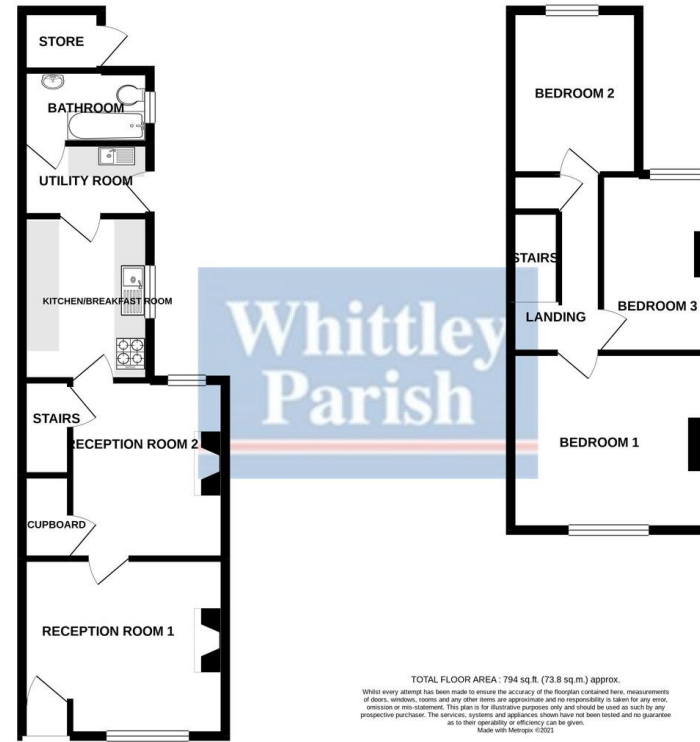 STORE
BATHROOM
UTILITY ROOM
KITCHEN/BREAKFAST ROOM
STAIRS
RECEPTION ROOM 2
CUPBOARD
RECEPTION ROOM 1
BEDROOM 2
STAIRS
LANDING
BEDROOM 3
BEDROOM 1
Whittley
Parish
TOTAL FLOOR AREA : 794 sq.ft. (73.8 sq.m.) approx.
Whilst every attempt has been made to ensure the accuracy of the floorplan contained here, measurements
of doors, windows, rooms and any other items are approximate and no responsibility is taken for any error,
omission or mis-statement. This plan is for illustrative purposes only and should be used as such by any
prospective purchaser. The services, systems and appliances shown have not been tested and no guarantee
as to their operability or efficiency can be given.
Made with Metropix ©2021